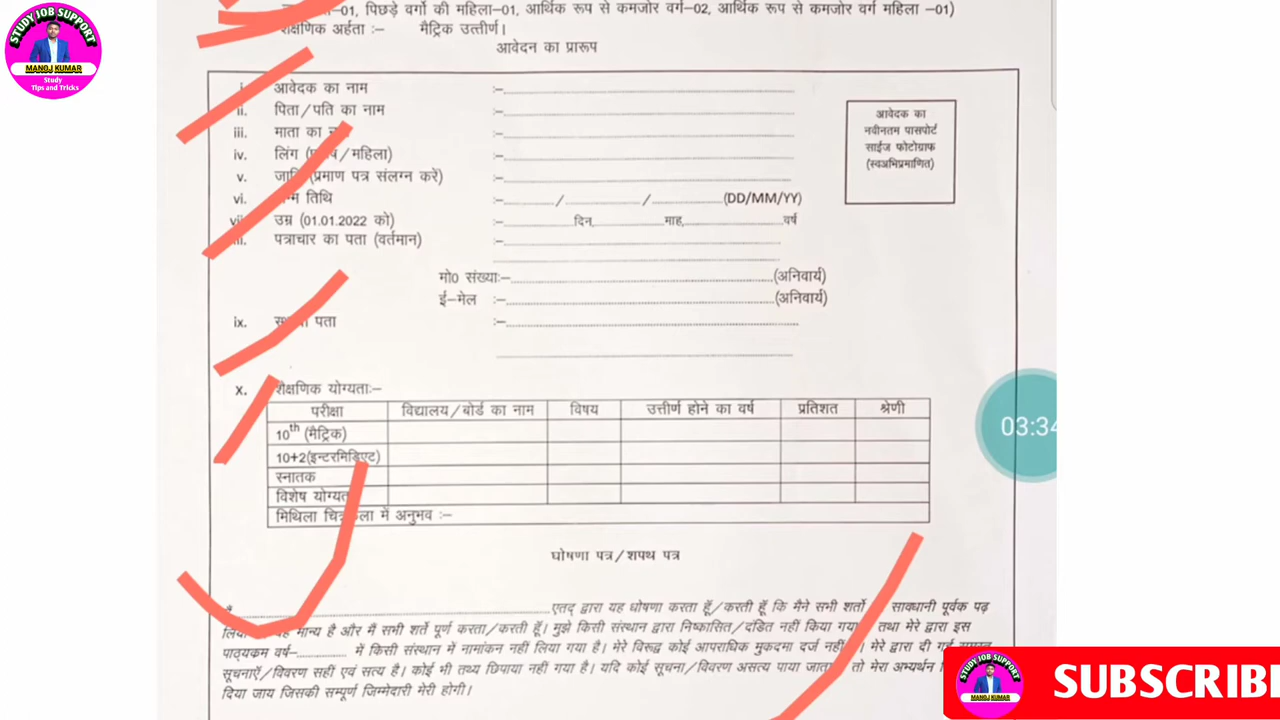 STUDY JOB SUPPORT
MANOJ KUMAR
Study
Tips and Tricks
-01, पिछड़े वर्गो की महिला-01, आर्थिक रूप से कमजोर वर्ग-02, आर्थिक रूप से कमजोर वर्ग महिला -01)
शैक्षणिक अर्हता :- मैट्रिक उत्तीर्ण।
आवेदन का प्रारूप
i. आवेदक का नाम :-
ii. पिता/पति का नाम :-
iii. माता का :-
iv. लिंग /महिला) :-
v. (प्रमाण पत्र संलग्न करें) :-
vi. तिथि :- / / (DD/MM/YY)
उम्र (01.01.2022 को) :- दिन, माह, वर्ष
पत्राचार का पता (वर्तमान) :-
मो0 संख्याः- (अनिवार्य)
ई-मेल :- (अनिवार्य)
ix. पता :-
आवेदक का
नवीनतम पासपोर्ट
साईज फोटोग्राफ
(स्वअभिप्रमाणित)
03:34
x. शैक्षणिक योग्यताः-
परीक्षा विद्यालय/बोर्ड का नाम विषय उत्तीर्ण होने का वर्ष प्रतिशत श्रेणी
10th (मैट्रिक)
10+2(इन्टरमिडिएट)
स्नातक
विशेष योग्यता
मिथिला चित्रकला में अनुभव :-
घोषणा पत्र/शपथ पत्र
मैं एतद् द्वारा यह घोषणा करता हूँ/करती हूँ कि मैने सभी शर्तो सावधानी पूर्वक पढ़
मान्य है और मैं सभी शर्ते पूर्ण करता/करती हूँ। मुझे किसी संस्थान द्वारा निष्कासित/दंडित नहीं किया गया तथा मेरे द्वारा इस
पाठ्यकम वर्ष- में किसी संस्थान में नामांकन नहीं लिया गया है। मेरे विरूद्व कोई आपराधिक मुकदमा दर्ज नहीं । मेरे द्वारा दी गई
सूचनाएँ/विवरण सहीं एवं सत्य है। कोई भी तथ्य छिपाया नहीं गया है। यदि कोई सूचना/विवरण असत्य पाया जाता तो मेरा अभ्यर्थन
दिया जाय जिसकी सम्पूर्ण जिम्मेदारी मेरी होगी।
STUDY JOB SUPPORT
MANOJ KUMAR
SUBSCRIBE